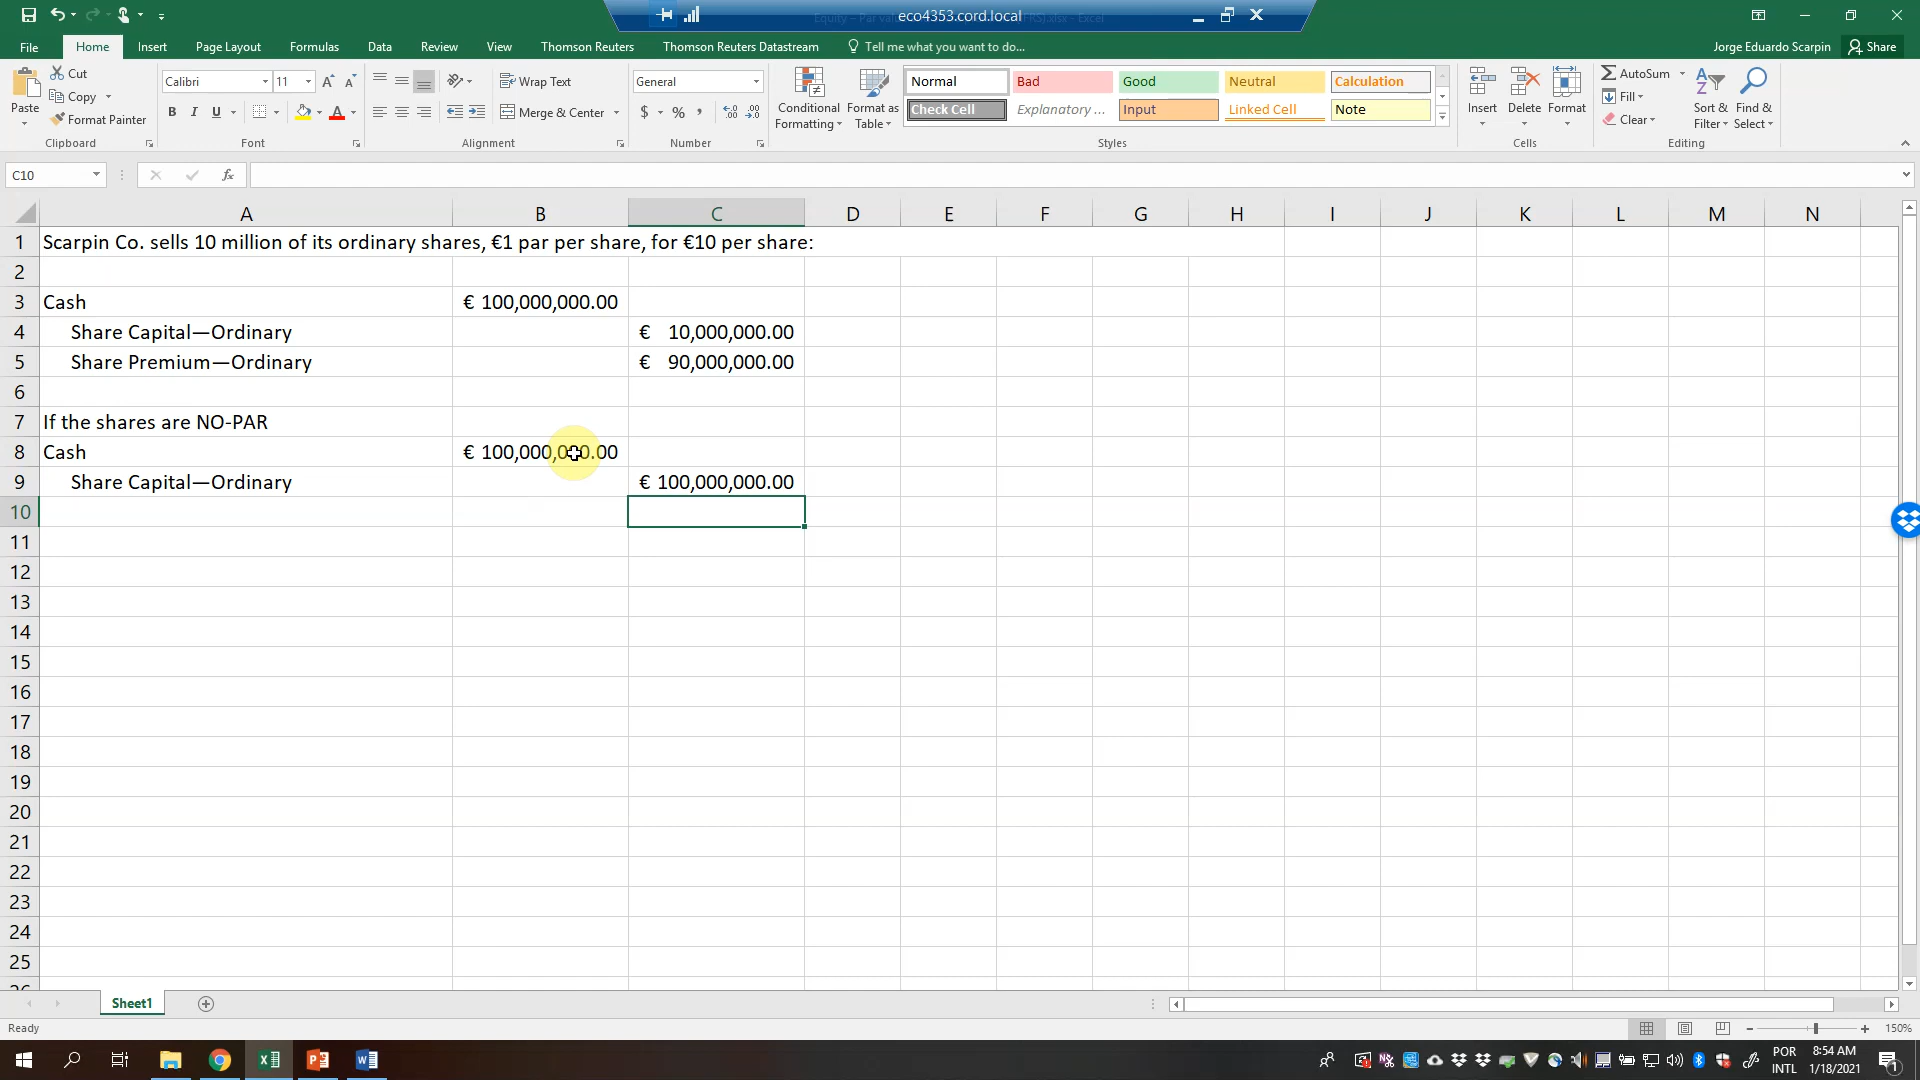 eco4353.cord.local
File Home Insert Page Layout Formulas Data Review View Thomson Reuters Thomson Reuters Datastream Tell me what you want to do... Jorge Eduardo Scarpin Share
Paste
Cut
Copy
Format Painter
Clipboard
Calibri 11
B I U
Font
Wrap Text
Merge & Center
Alignment
General
$ % ,
Number
Conditional Formatting
Format as Table
Normal Bad Good Neutral Calculation
Check Cell Explanatory ... Input Linked Cell Note
Styles
Insert Delete Format
Cells
AutoSum
Fill
Clear
Sort & Filter
Find & Select
Editing
C10 fx
A B C D E F G H I J K L M N
1 Scarpin Co. sells 10 million of its ordinary shares, €1 par per share, for €10 per share:
2
3 Cash € 100,000,000.00
4 Share Capital—Ordinary € 10,000,000.00
5 Share Premium—Ordinary € 90,000,000.00
6
7 If the shares are NO-PAR
8 Cash € 100,000,000.00
9 Share Capital—Ordinary € 100,000,000.00
10
11
12
13
14
15
16
17
18
19
20
21
22
23
24
25
Sheet1
Ready 150%
POR 8:54 AM
INTL 1/18/2021